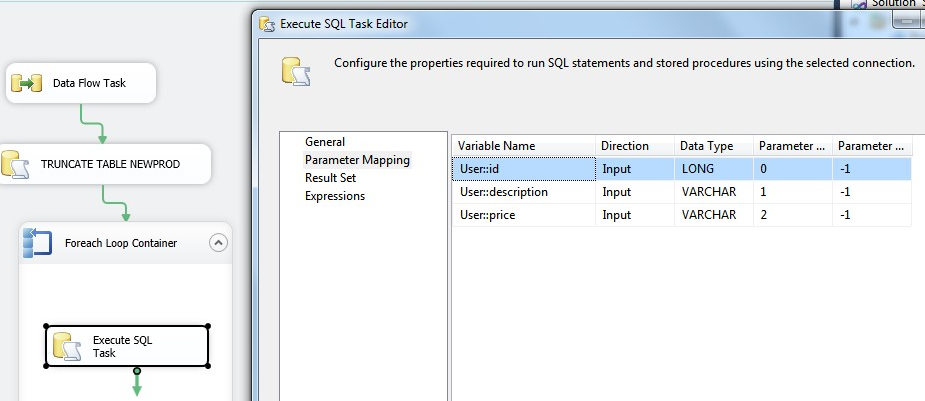 Solution S
Execute SQL Task Editor
Configure the properties required to run SQL statements and stored procedures using the selected connection.
Data Flow Task
TRUNCATE TABLE NEWPROD
Foreach Loop Container
Execute SQL
Task
General
Parameter Mapping
Result Set
Expressions
Variable Name Direction Data Type Parameter ... Parameter ...
User::id Input LONG 0 -1
User::description Input VARCHAR 1 -1
User::price Input VARCHAR 2 -1